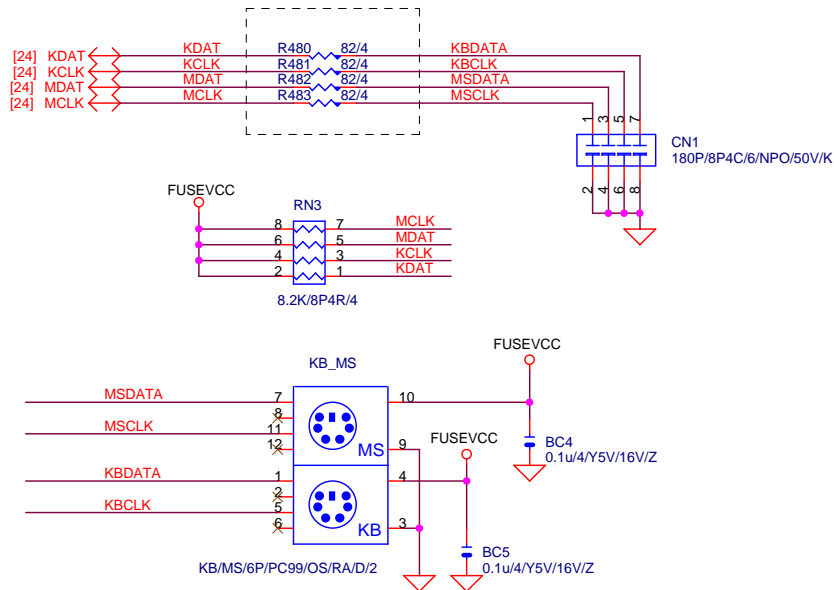 [24] KDAT KDAT R480 82/4 KBDATA
[24] KCLK KCLK R481 82/4 KBCLK
[24] MDAT MDAT R482 82/4 MSDATA
[24] MCLK MCLK R483 82/4 MSCLK
1 3 5 7
CN1
180P/8P4C/6/NPO/50V/K
2 4 6 8
FUSEVCC
RN3
8 7 MCLK
6 5 MDAT
4 3 KCLK
2 1 KDAT
8.2K/8P4R/4
FUSEVCC
KB_MS
MSDATA 7 10
8
MSCLK 11
12 MS 9
FUSEVCC
BC4
0.1u/4/Y5V/16V/Z
KBDATA 1 4
2
KBCLK 5
6 KB 3
BC5
0.1u/4/Y5V/16V/Z
KB/MS/6P/PC99/OS/RA/D/2